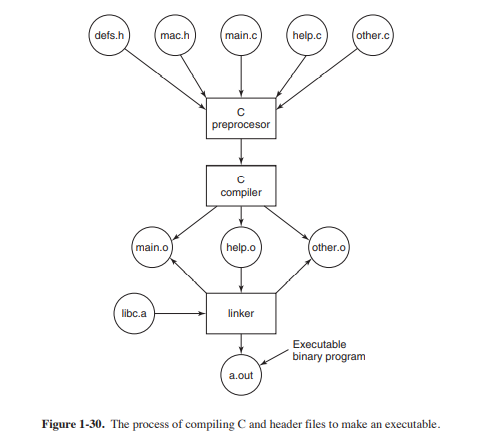 defs.h
mac.h
main.c
help.c
other.c
C
preprocesor
C
compiler
main.o
help.o
other.o
libc.a
linker
Executable
binary program
a.out
Figure 1-30. The process of compiling C and header files to make an executable.